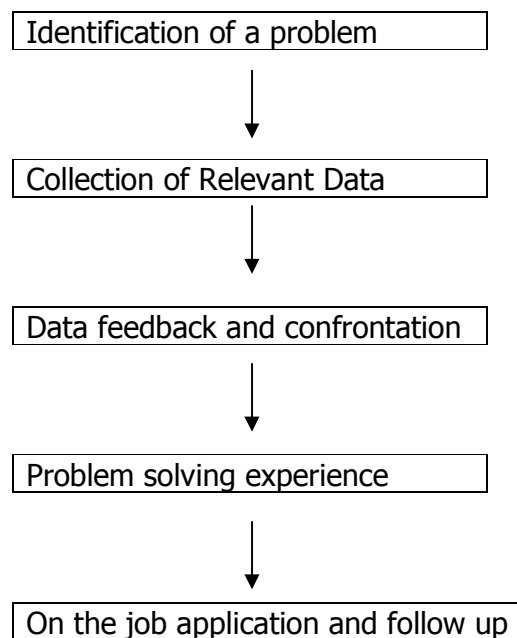 Identification of a problem
Collection of Relevant Data
Data feedback and confrontation
Problem solving experience
On the job application and follow up